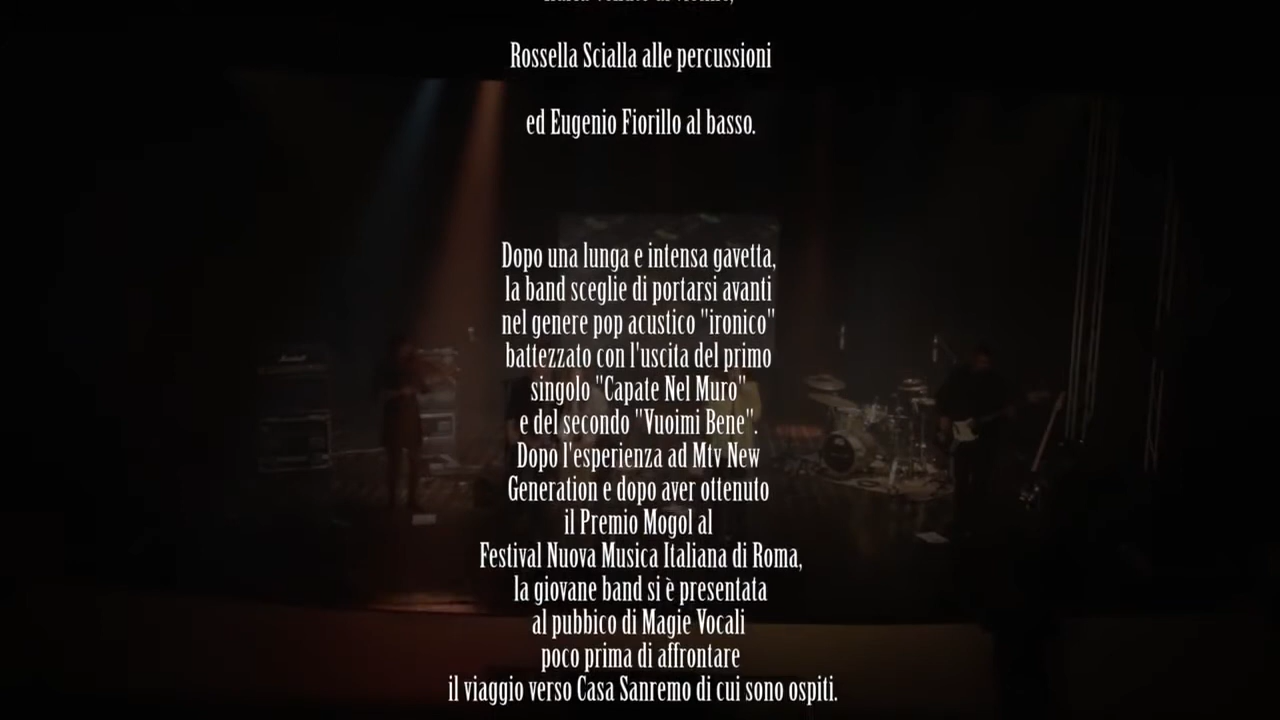 Rossella Scialla alle percussioni
ed Eugenio Fiorillo al basso.
Dopo una lunga e intensa gavetta,
la band sceglie di portarsi avanti
nel genere pop acustico "ironico"
battezzato con l'uscita del primo
singolo "Capate Nel Muro"
e del secondo "Vuoimi Bene".
Dopo l'esperienza ad Mtv New
Generation e dopo aver ottenuto
il Premio Mogol al
Festival Nuova Musica Italiana di Roma,
la giovane band si è presentata
al pubbico di Magie Vocali
poco prima di affrontare
il viaggio verso Casa Sanremo di cui sono ospiti.